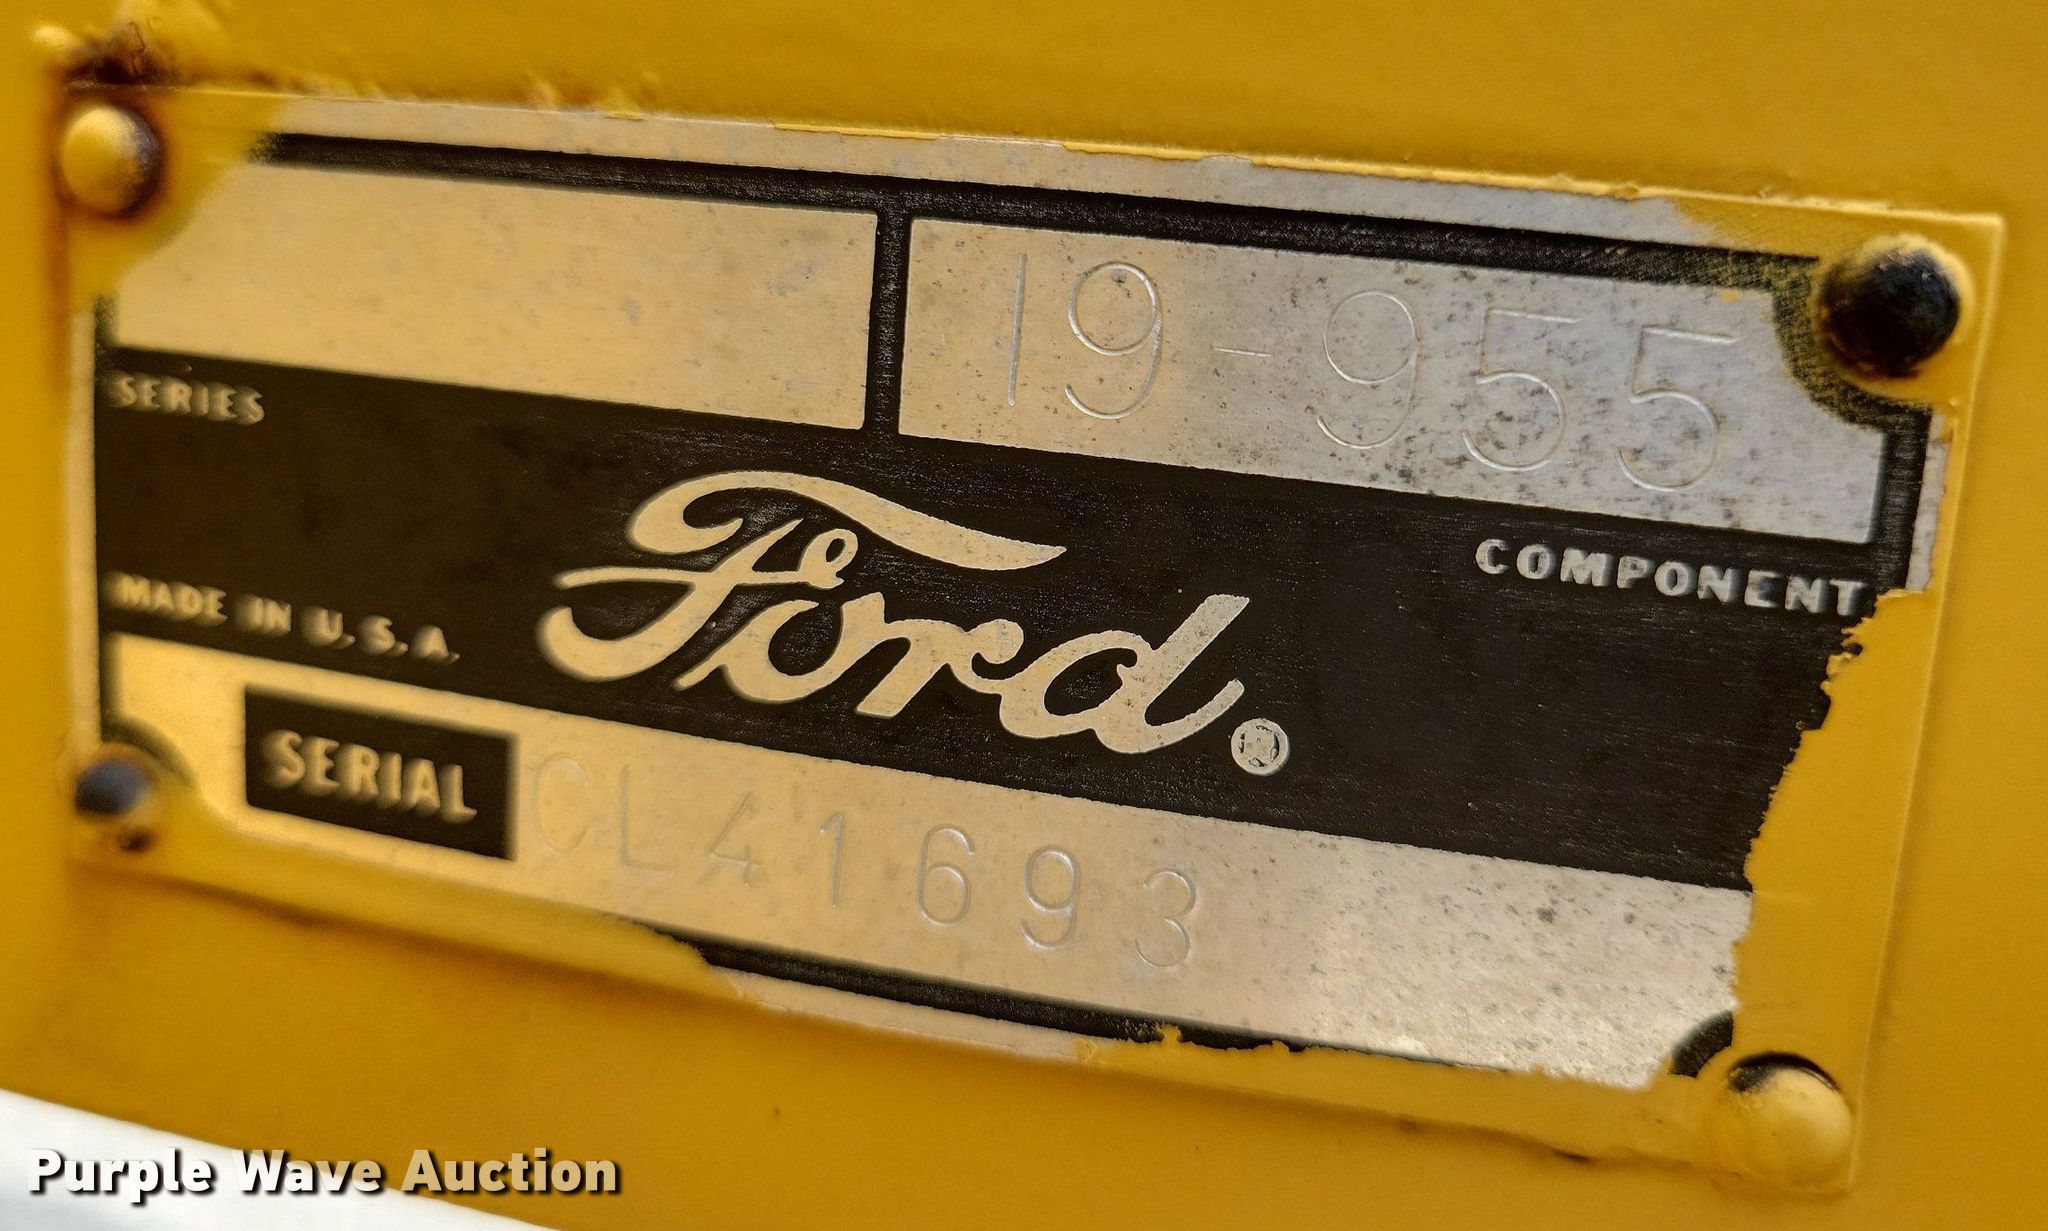 19-955
SERIES
COMPONENT
Ford®
MADE IN U.S.A.
SERIAL CL41693
Purple Wave Auction